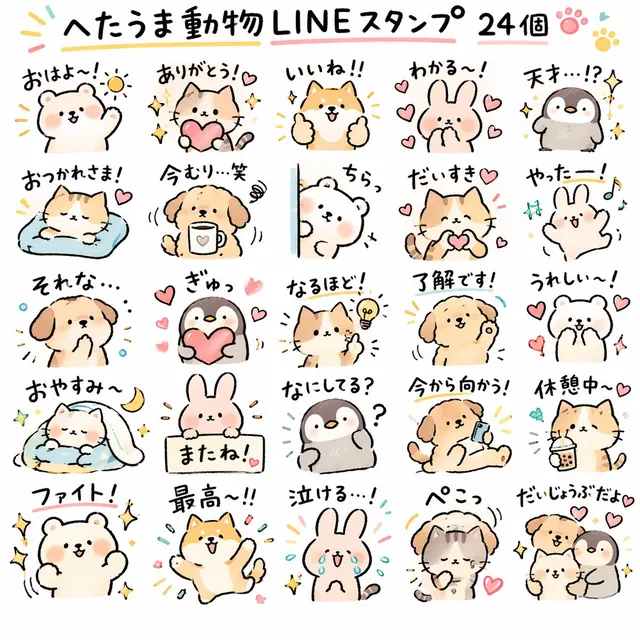 へたうま動物LINEスタンプ 24個
おはよ〜！
ありがとう！
いいね!!
わかる〜！
天才…!?
おつかれさま！
今むり…笑
ちらっ
だいすき
やったー！
それな…
ぎゅっ
なるほど！
了解です！
うれしい〜！
おやすみ〜
またね！
なにしてる？
?
今から向かう！
休憩中〜
ファイト！
最高〜!!
泣ける…！
ぺこっ
だいじょうぶだよ